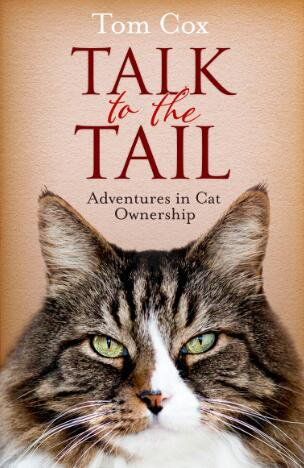 Tom Cox
TALK
to the
TAIL
Adventures in Cat
Ownership